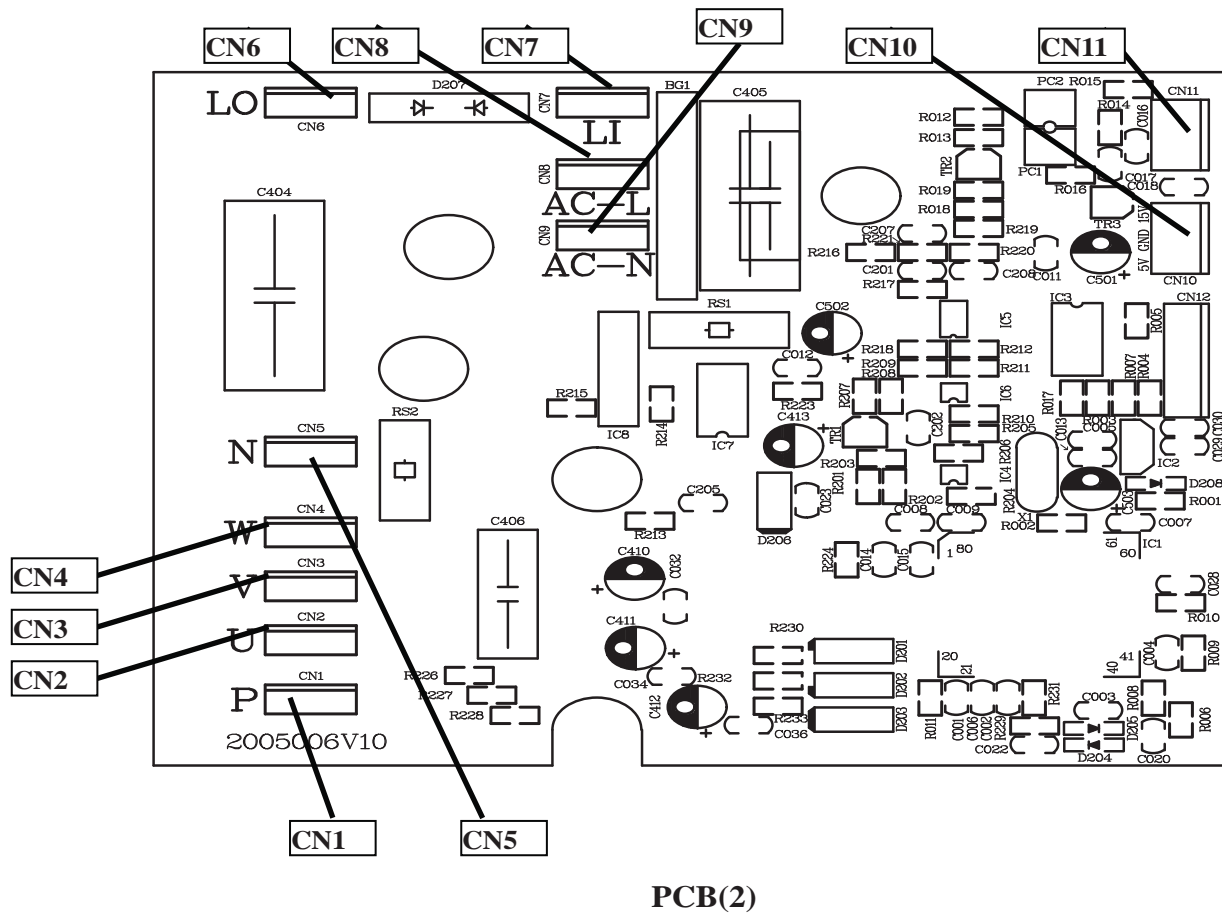 CN6
CN8
CN7
CN9
CN10
CN11
LO
CN6
D207
CN7
LI
BG1
C405
CN8
AC-L
CN9
AC-N
C404
R012
R013
TR2
R019
R018
R219
PC2
R015
R014
C016
CN11
PC1
R016
C017
C018
TR3
5V GND 15V
CN10
C207
R221
R216
R220
C201
C208
R217
C011
C501
RS1
C502
IC5
IC3
CN12
R005
C012
R218
R212
R209
R211
R208
R223
R207
R215
R214
IC8
IC7
C413
TR1
C202
IC6
R210
R205
R017
R007
R004
C013
R003
C005
IC2
C030
C029
RS2
N
CN5
C205
R213
R203
R201
C023
D206
R202
R206
IC4
R204
C008
C009
X1
R002
C503
D208
R001
C007
IC1
61
60
1
80
W
CN4
V
CN3
U
CN2
P
CN1
C406
C410
C032
R224
C014
C015
C028
R010
C411
C034
R232
C412
C036
R230
R233
D201
D202
D203
20
21
41
40
C004
R009
R226
R227
R228
R011
C001
C006
C002
R229
R231
C022
C003
R008
R006
D205
D204
C020
2005006V10
CN4
CN3
CN2
CN1
CN5
PCB(2)